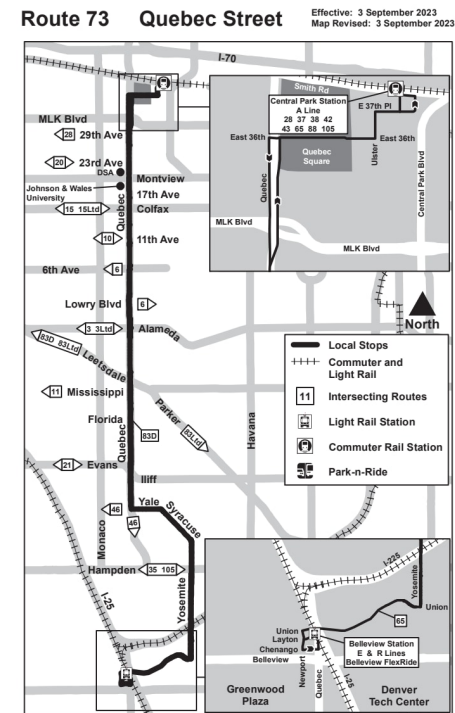 Route 73 Quebec Street
Effective: 3 September 2023
Map Revised: 3 September 2023
I-70
MLK Blvd
28 29th Ave
20 23rd Ave
DSA
Montview
Johnson & Wales
University
17th Ave
15 15Ltd
Colfax
Quebec
10 11th Ave
6th Ave 6
Lowry Blvd 6
3 3Ltd Alameda
83D 83Ltd
Leetsdale
11 Mississippi
Parker
83Ltd
Florida
83D
Quebec
Havana
21 Evans
Iliff
46
Yale
Syracuse
46
Monaco
Hampden 35 105
Yosemite
I-25
Smith Rd
Central Park Station
A Line
28 37 38 42
43 65 88 105
E 37th Pl
East 36th
East 36th
Quebec
Square
Ulster
Central Park Blvd
Quebec
MLK Blvd
MLK Blvd
North
Local Stops
Commuter and
Light Rail
11 Intersecting Routes
Light Rail Station
Commuter Rail Station
Park-n-Ride
I-225
Yosemite
Union
65
Union
Layton
Chenango
Belleview
Belleview Station
E & R Lines
Belleview FlexRide
Newport
Quebec
I-25
Greenwood
Plaza
Denver
Tech Center